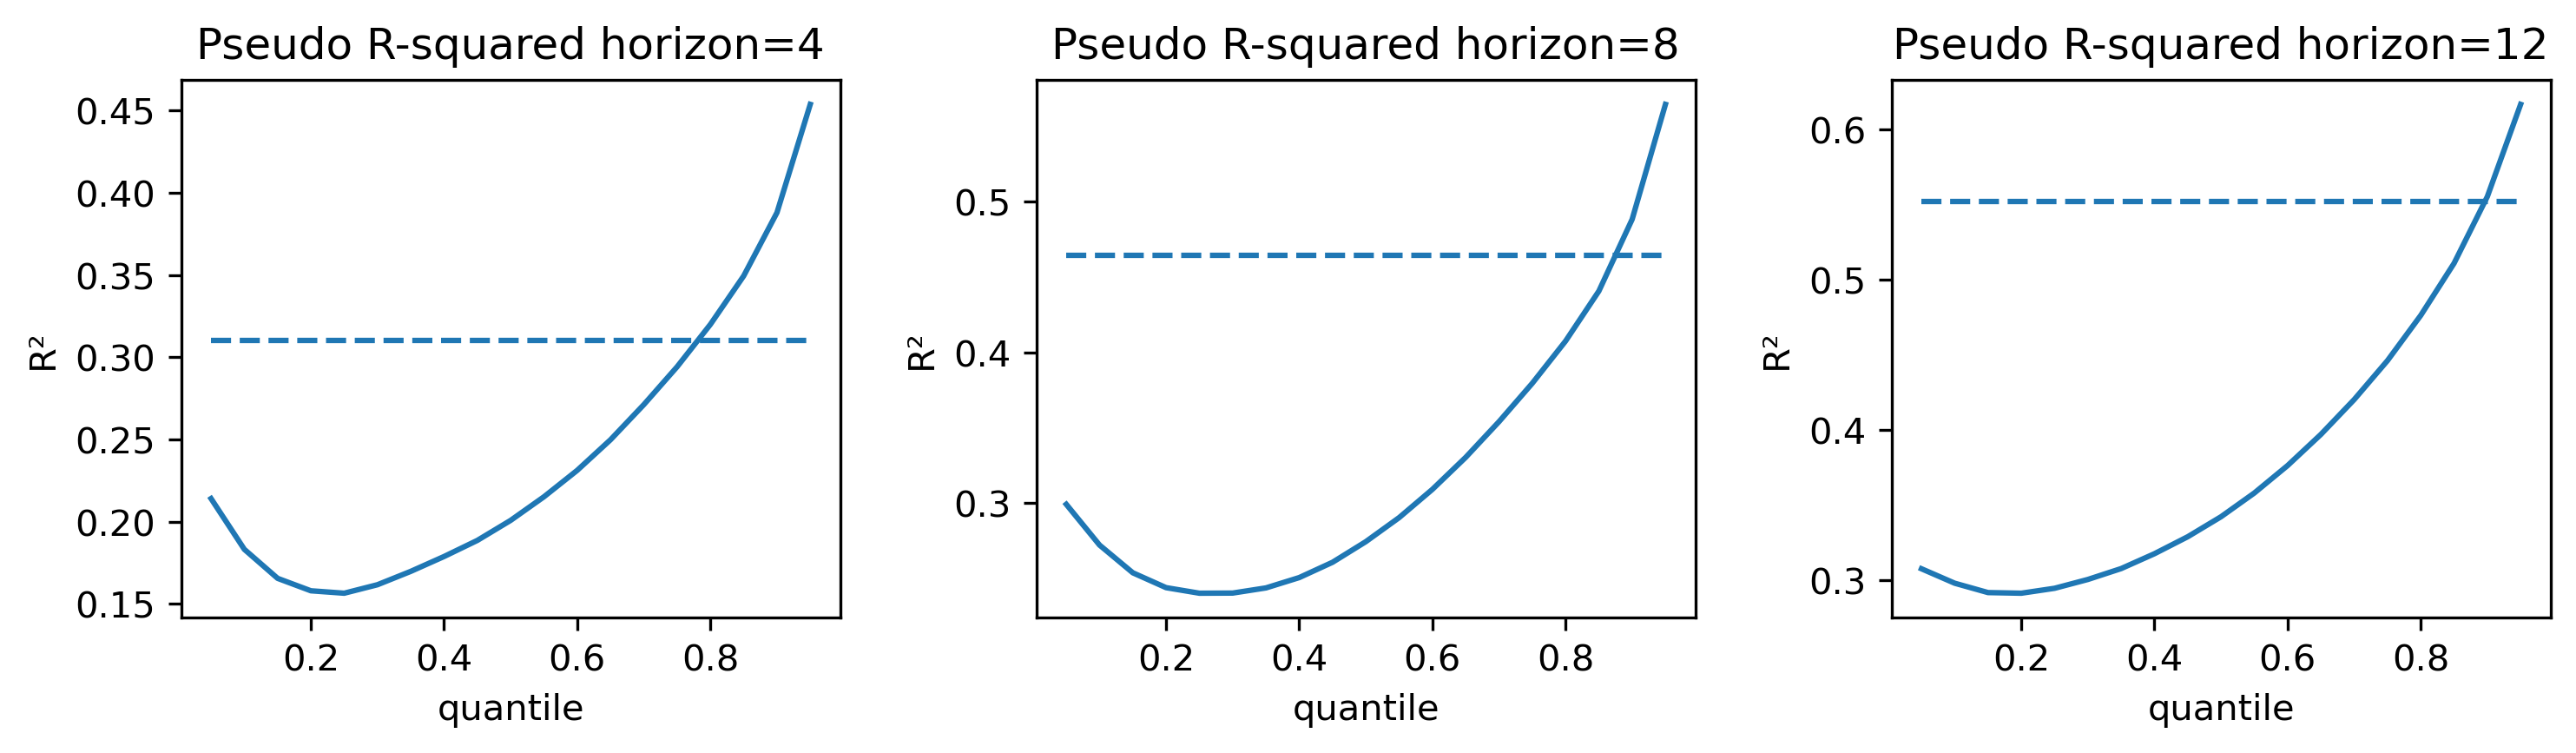 Pseudo R-squared horizon=4
0.45
0.40
0.35
0.30
0.25
0.20
0.15
R²
0.2 0.4 0.6 0.8
quantile
Pseudo R-squared horizon=8
0.5
0.4
0.3
R²
0.2 0.4 0.6 0.8
quantile
Pseudo R-squared horizon=12
0.6
0.5
0.4
0.3
R²
0.2 0.4 0.6 0.8
quantile